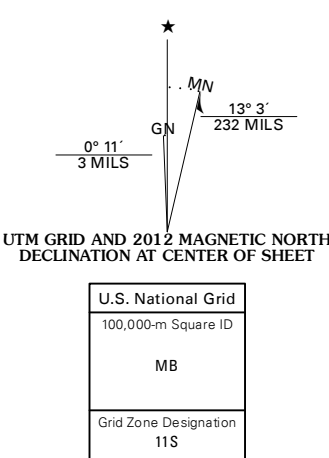 ★
MN
GN
13° 3´
232 MILS
0° 11´
3 MILS
UTM GRID AND 2012 MAGNETIC NORTH
DECLINATION AT CENTER OF SHEET
U.S. National Grid
100,000-m Square ID
MB
Grid Zone Designation
11S